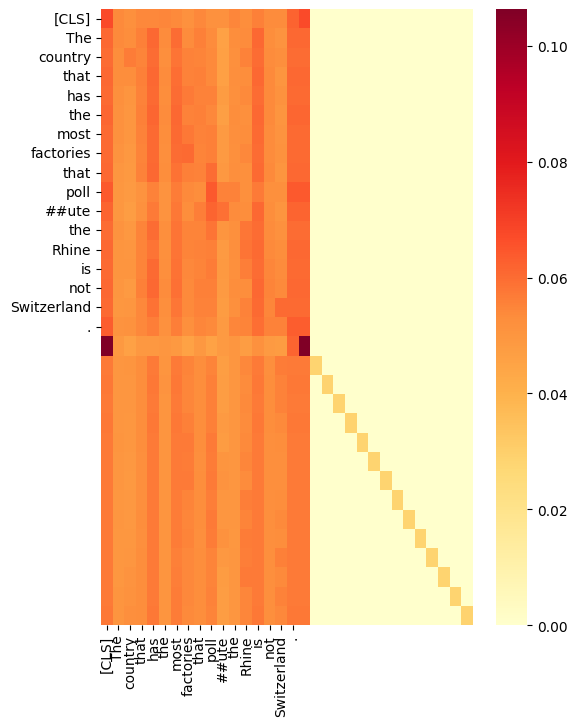 [CLS]
The
country
that
has
the
most
factories
that
poll
##ute
the
Rhine
is
not
Switzerland
.
0.10
0.08
0.06
0.04
0.02
0.00
[CLS]
The
country
that
has
the
most
factories
that
poll
##ute
the
Rhine
is
not
Switzerland
.